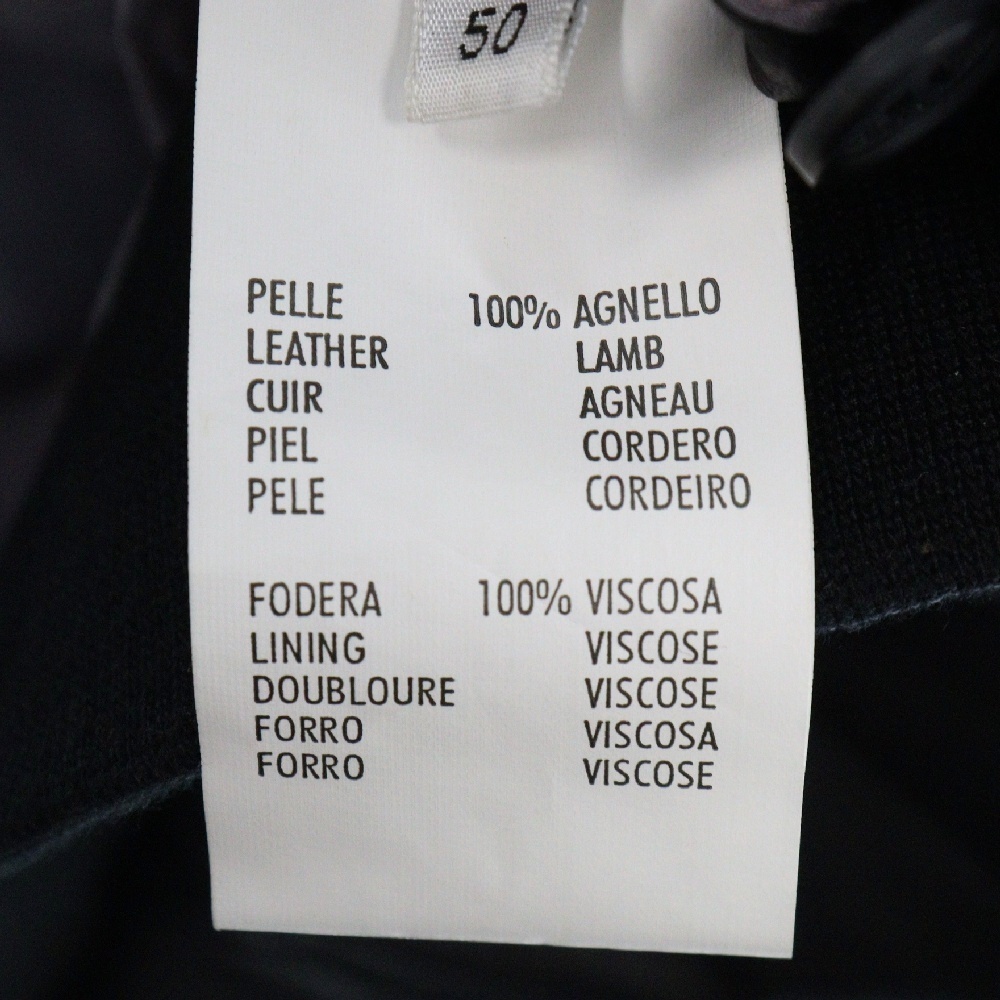 50
PELLE 100% AGNELLO
LEATHER LAMB
CUIR AGNEAU
PIEL CORDERO
PELE CORDEIRO
FODERA 100% VISCOSA
LINING VISCOSE
DOUBLOURE VISCOSE
FORRO VISCOSA
FORRO VISCOSE